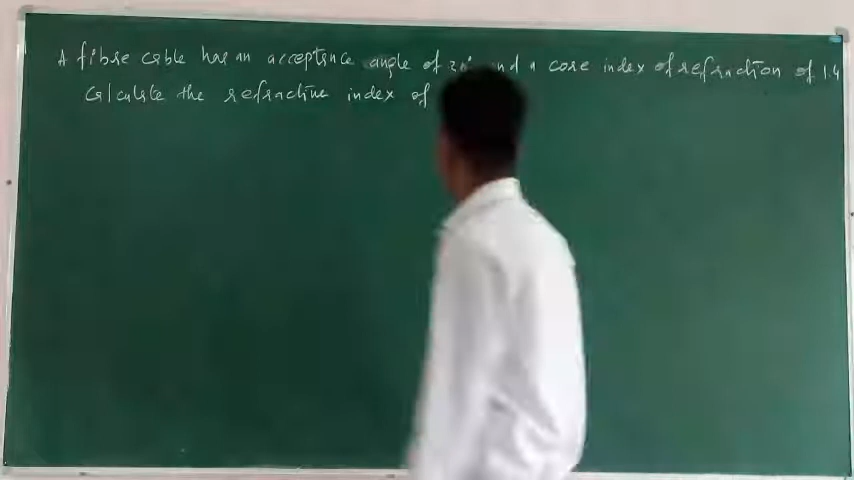 A fibre cable has an acceptance angle of 30° and a core index of refraction of 1.4
Calculate the refractive index of